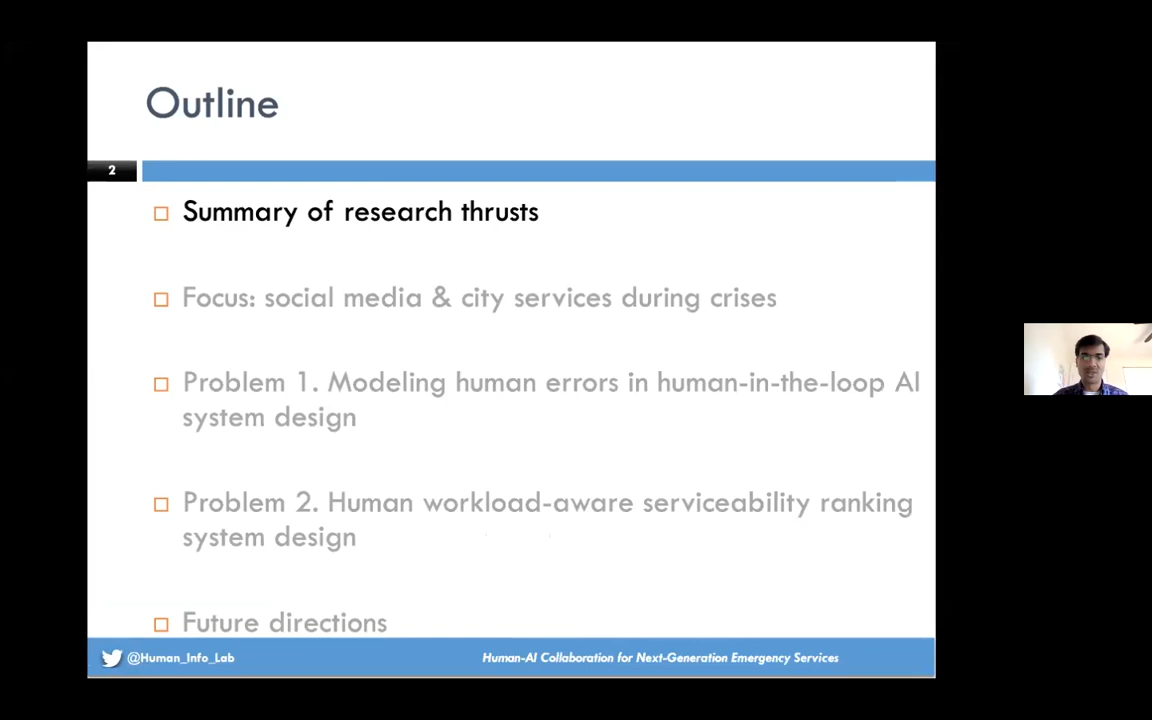 Outline
2
Summary of research thrusts
Focus: social media & city services during crises
Problem 1. Modeling human errors in human-in-the-loop AI
system design
Problem 2. Human workload-aware serviceability ranking
system design
Future directions
@Human_Info_Lab
Human-AI Collaboration for Next-Generation Emergency Services